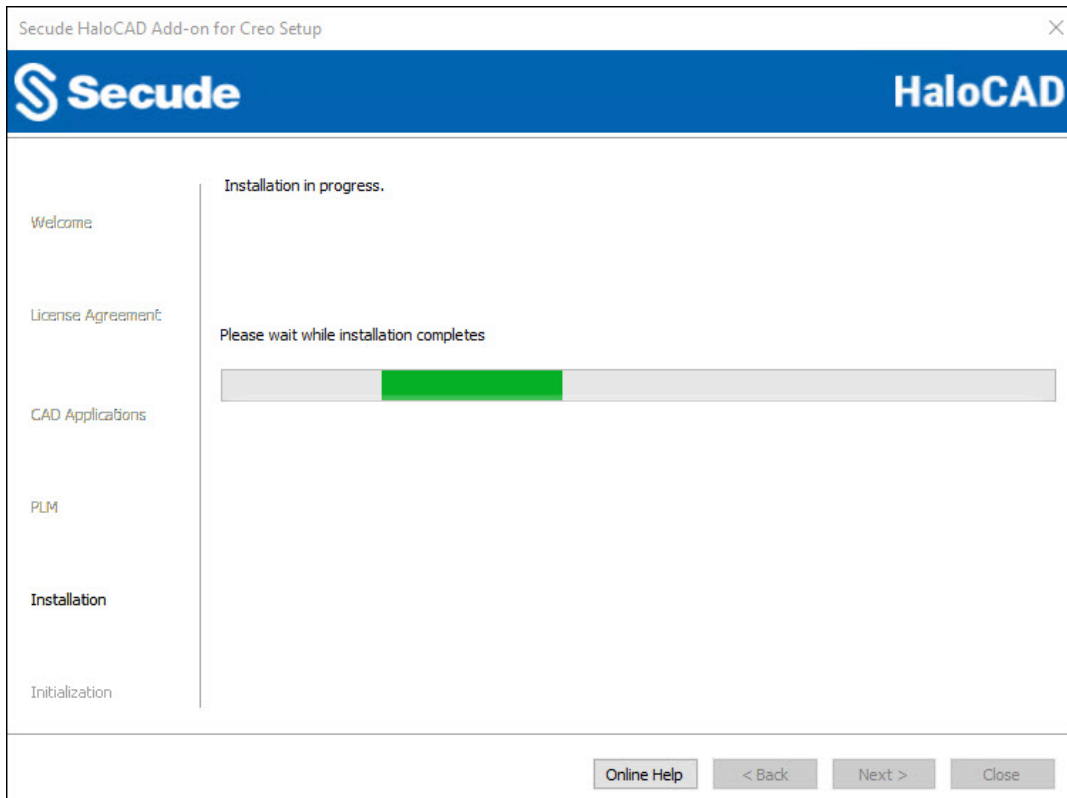 Secude HaloCAD Add-on for Creo Setup
Secude
HaloCAD
Welcome
License Agreement
CAD Applications
PLM
Installation
Initialization
Installation in progress.
Please wait while installation completes
Online Help
< Back
Next >
Close